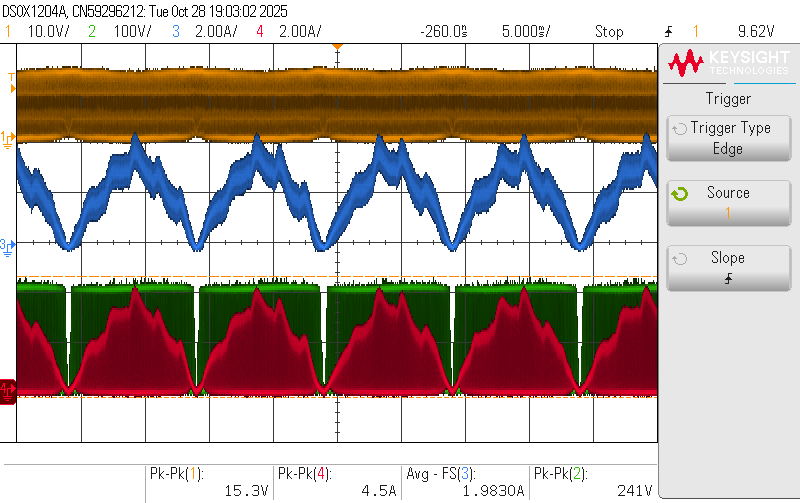 DSOX1204A, CN59296212: Tue Oct 28 19:03:02 2025
1 10.0V/ 2 100V/ 3 2.00A/ 4 2.00A/ -260.0s 5.000s/ Stop 1 9.62V
KEYSIGHT
TECHNOLOGIES
Trigger
Trigger Type
Edge
Source
1
Slope
T
1
3
4
Pk-Pk(1): Pk-Pk(4): Avg - FS(3): Pk-Pk(2):
15.3V 4.5A 1.9830A 241V